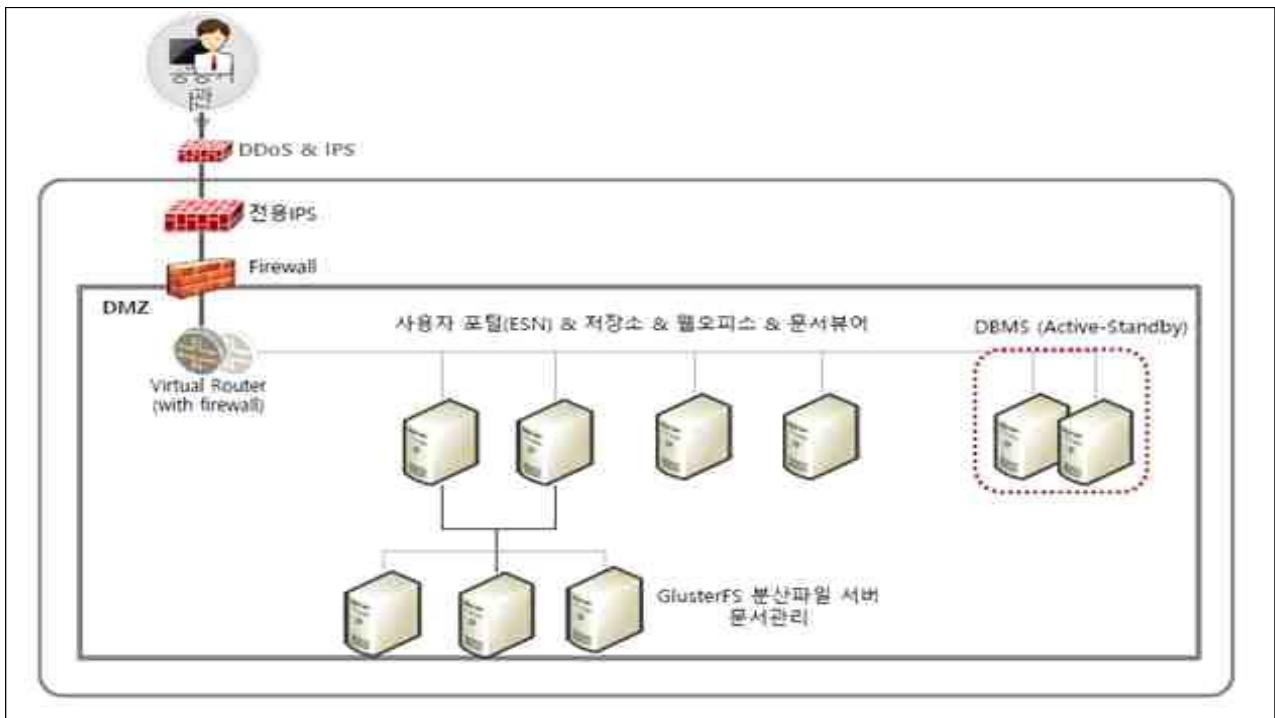 관
DDoS & IPS
전용IPS
Firewall
DMZ
사용자 포털(ESN) & 저장소 & 웹오피스 & 문서뷰어
DBMS (Active-Standby)
Virtual Router
(with firewall)
GlusterFS 분산파일 서버
문서관리